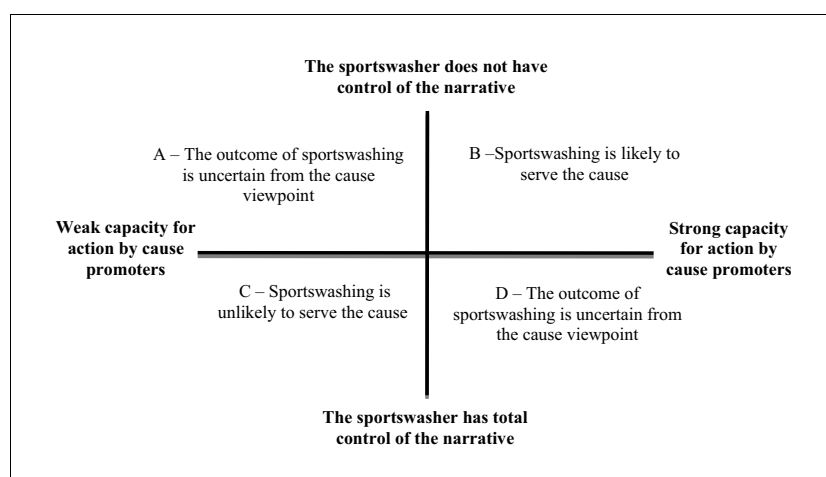 The sportswasher does not have
control of the narrative
A – The outcome of sportswashing
is uncertain from the cause
viewpoint
B –Sportswashing is likely to
serve the cause
Weak capacity for
action by cause
promoters
Strong capacity
for action by
cause promoters
C – Sportswashing is
unlikely to serve the cause
D – The outcome of
sportswashing is uncertain from
the cause viewpoint
The sportswasher has total
control of the narrative